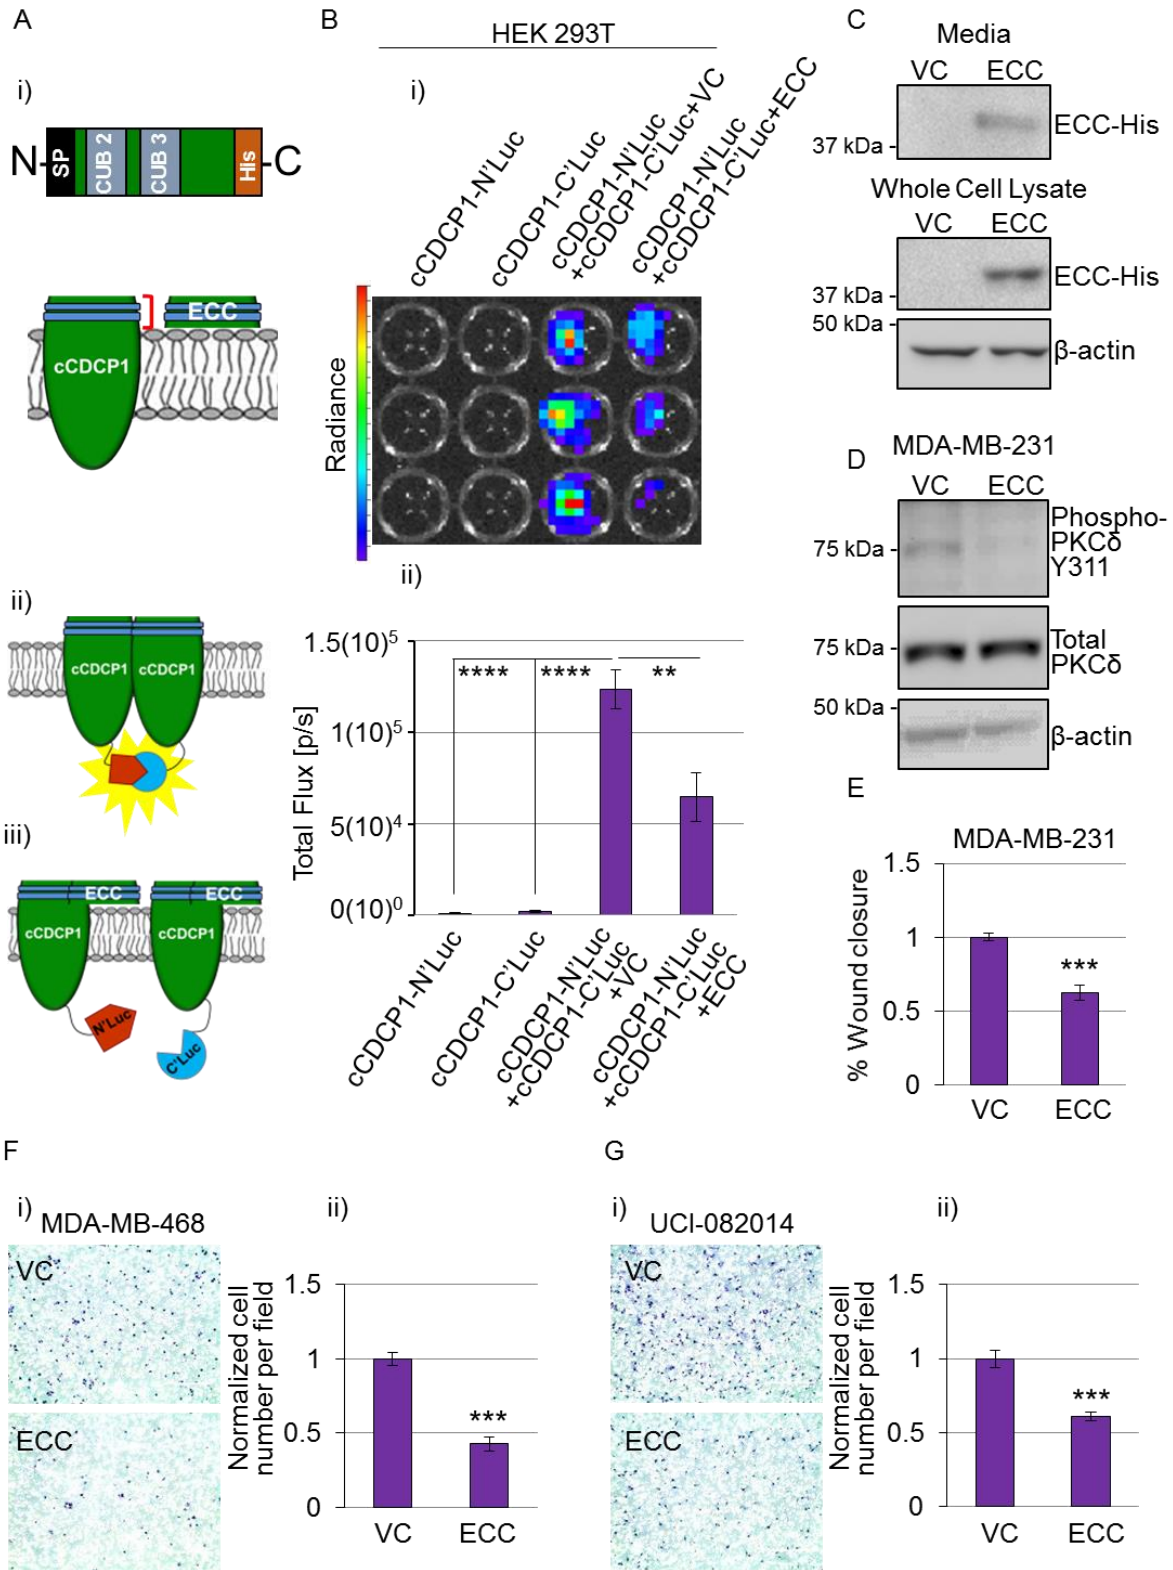 A
i)
N
SP
CUB 2
CUB 3
His
C
cCDCP1
ECC
ii)
cCDCP1
cCDCP1
iii)
ECC
ECC
cCDCP1
cCDCP1
N'Luc
C'Luc
B
HEK 293T
i)
cCDCP1-N'Luc
cCDCP1-C'Luc
cCDCP1-N'Luc
+cCDCP1-C'Luc+VC
cCDCP1-N'Luc
+cCDCP1-C'Luc+ECC
Radiance
ii)
Total Flux [p/s]
1.5(10)⁵
1(10)⁵
5(10)⁴
0(10)⁰
****
****
**
cCDCP1-N'Luc
cCDCP1-C'Luc
cCDCP1-N'Luc
+cCDCP1-C'Luc
+VC
cCDCP1-N'Luc
+cCDCP1-C'Luc
+ECC
C
Media
VC ECC
37 kDa
ECC-His
Whole Cell Lysate
VC ECC
ECC-His
37 kDa
50 kDa
β-actin
D
MDA-MB-231
VC ECC
75 kDa
Phospho-
PKCδ
Y311
75 kDa
Total
PKCδ
50 kDa
β-actin
E
MDA-MB-231
% Wound closure
1.5
1
0.5
0
***
VC ECC
F
i)
MDA-MB-468
VC
ECC
ii)
Normalized cell
number per field
1.5
1
0.5
0
***
VC ECC
G
i)
UCI-082014
VC
ECC
ii)
Normalized cell
number per field
1.5
1
0.5
0
***
VC ECC